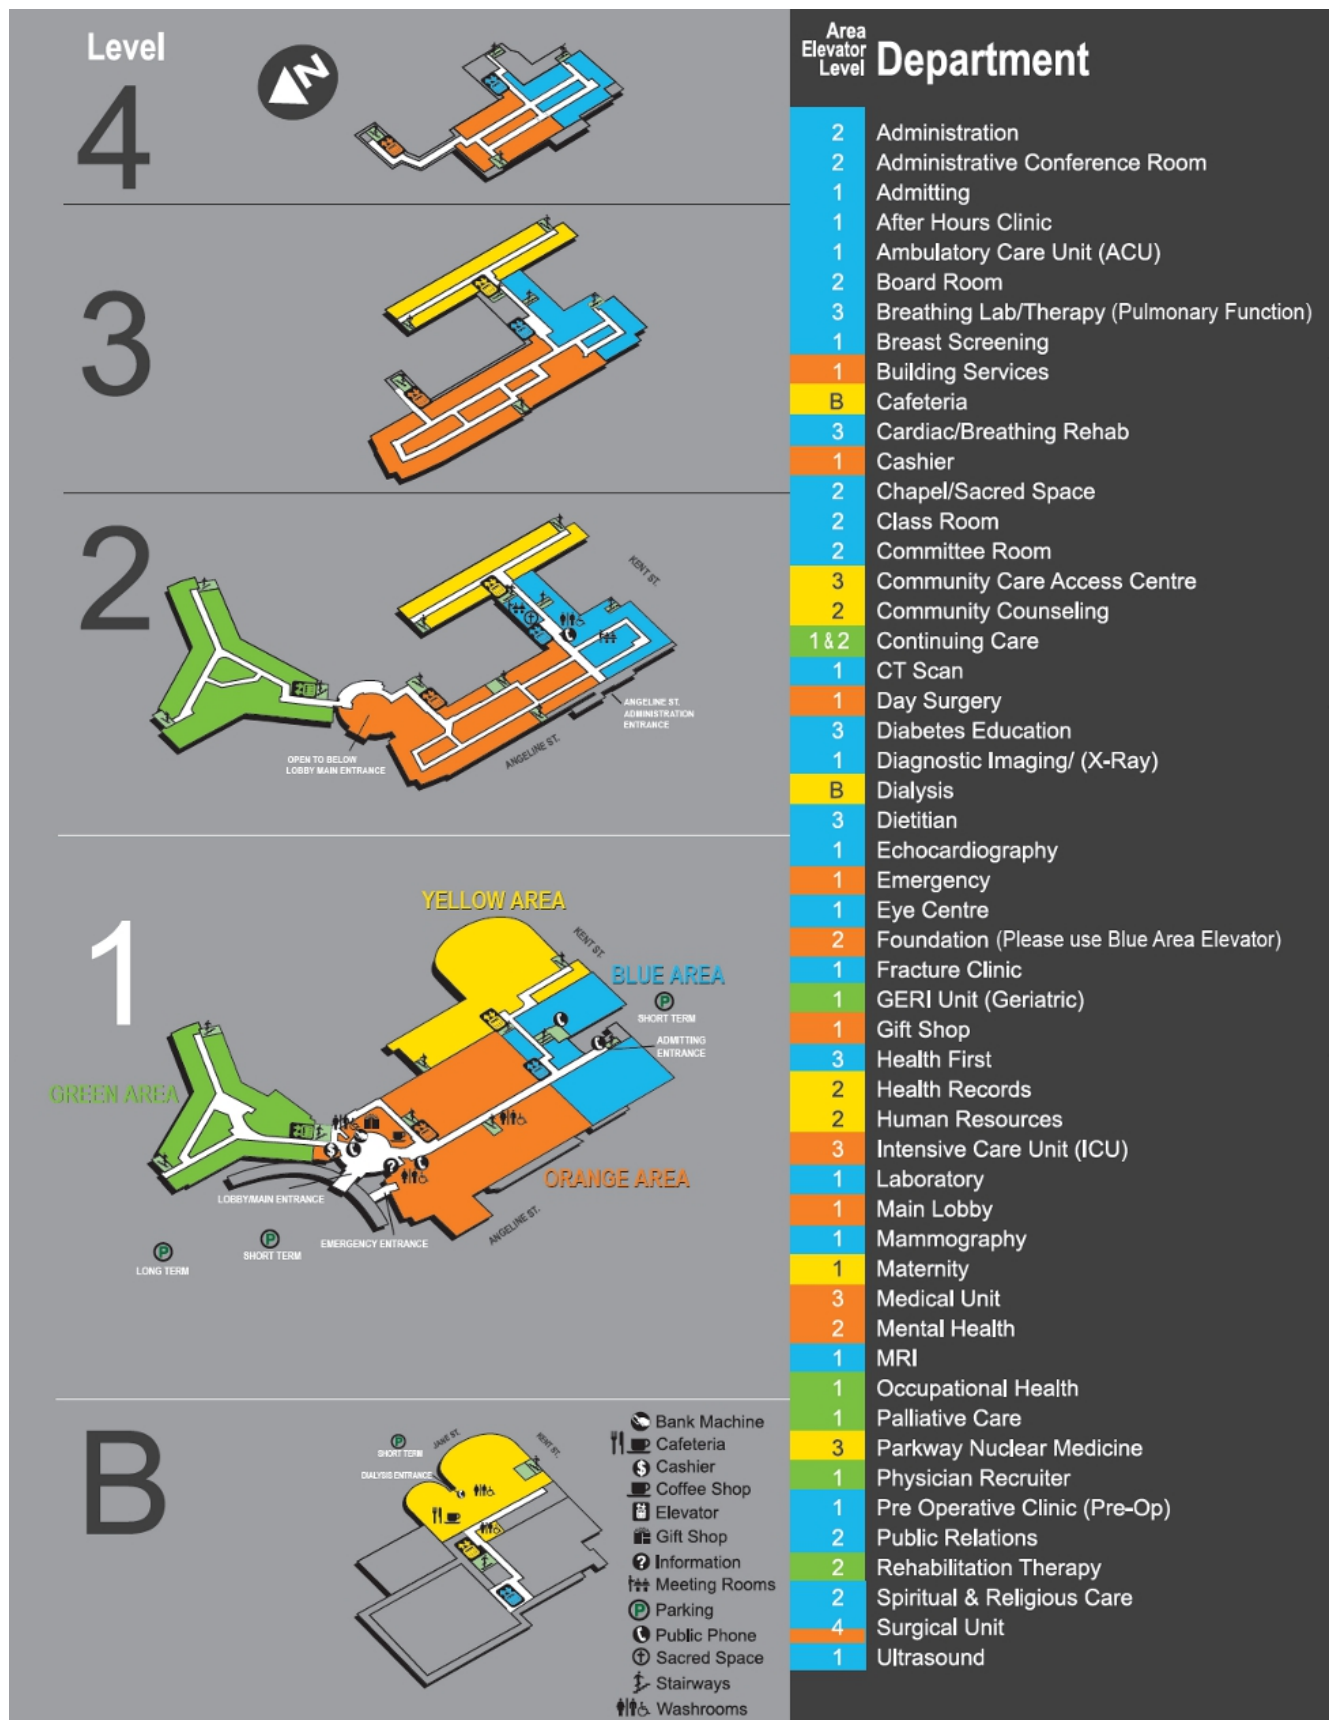 Level
4
N
3
2
KENT ST.
ANGELINE ST.
ADMINISTRATION
ENTRANCE
OPEN TO BELOW
LOBBY MAIN ENTRANCE
ANGELINE ST.
1
YELLOW AREA
KENT ST.
BLUE AREA
P
SHORT TERM
ADMITTING
ENTRANCE
GREEN AREA
ORANGE AREA
LOBBY/MAIN ENTRANCE
ANGELINE ST.
EMERGENCY ENTRANCE
P
SHORT TERM
P
LONG TERM
B
P
SHORT TERM
JANE ST.
KENT ST.
DIALYSIS ENTRANCE
Bank Machine
Cafeteria
$ Cashier
Coffee Shop
Elevator
Gift Shop
? Information
Meeting Rooms
P Parking
Public Phone
Sacred Space
Stairways
Washrooms
Area
Elevator
Level
Department
2 Administration
2 Administrative Conference Room
1 Admitting
1 After Hours Clinic
1 Ambulatory Care Unit (ACU)
2 Board Room
3 Breathing Lab/Therapy (Pulmonary Function)
1 Breast Screening
1 Building Services
B Cafeteria
3 Cardiac/Breathing Rehab
1 Cashier
2 Chapel/Sacred Space
2 Class Room
2 Committee Room
3 Community Care Access Centre
2 Community Counseling
1 & 2 Continuing Care
1 CT Scan
1 Day Surgery
3 Diabetes Education
1 Diagnostic Imaging/ (X-Ray)
B Dialysis
3 Dietitian
1 Echocardiography
1 Emergency
1 Eye Centre
2 Foundation (Please use Blue Area Elevator)
1 Fracture Clinic
1 GERI Unit (Geriatric)
1 Gift Shop
3 Health First
2 Health Records
2 Human Resources
3 Intensive Care Unit (ICU)
1 Laboratory
1 Main Lobby
1 Mammography
1 Maternity
3 Medical Unit
2 Mental Health
1 MRI
1 Occupational Health
1 Palliative Care
3 Parkway Nuclear Medicine
1 Physician Recruiter
1 Pre Operative Clinic (Pre-Op)
2 Public Relations
2 Rehabilitation Therapy
2 Spiritual & Religious Care
4 Surgical Unit
1 Ultrasound